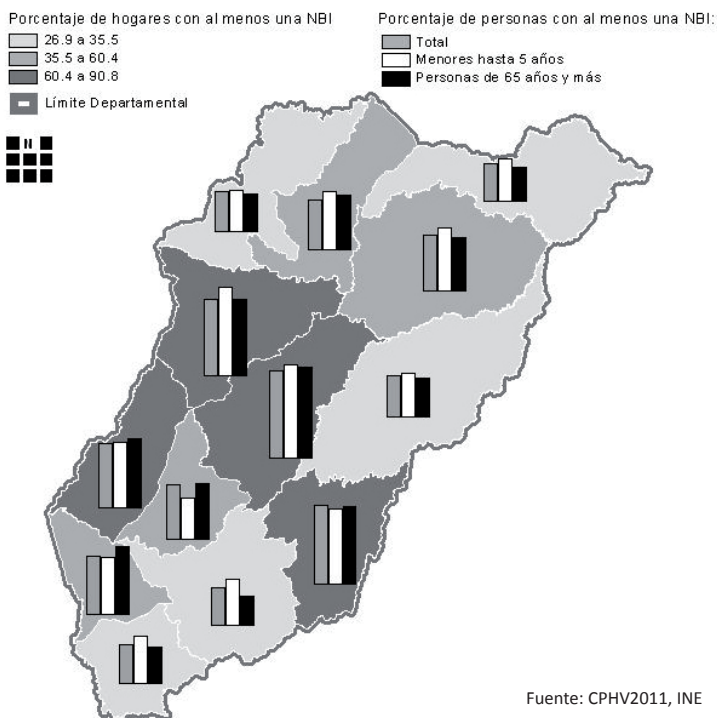 Porcentaje de hogares con al menos una NBI
26.9 a 35.5
35.5 a 60.4
60.4 a 90.8
Límite Departamental
Porcentaje de personas con al menos una NBI:
Total
Menores hasta 5 años
Personas de 65 años y más
N
Fuente: CPHV2011, INE